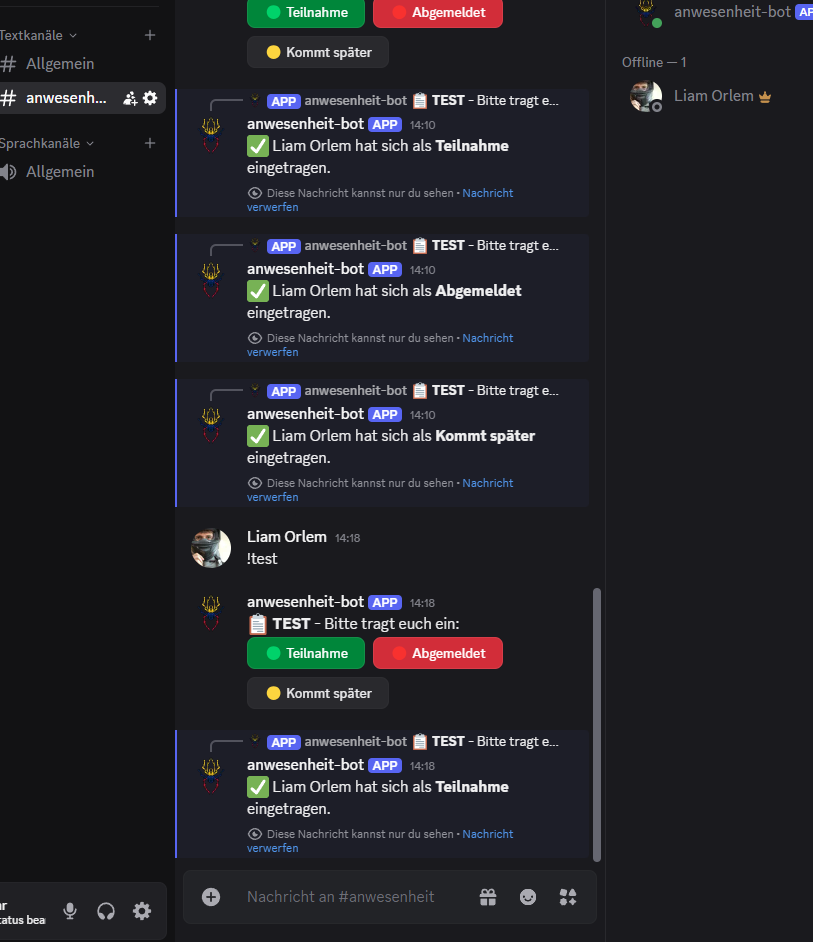 Teilnahme
Abgemeldet
Kommt später
Textkanäle
# Allgemein
# anwesenh...
Sprachkanäle
Allgemein
APP anwesenheit-bot 📋 TEST - Bitte tragt e...
anwesenheit-bot APP 14:10
✅ Liam Orlem hat sich als Teilnahme
eingetragen.
Diese Nachricht kannst nur du sehen • Nachricht
verwerfen
APP anwesenheit-bot 📋 TEST - Bitte tragt e...
anwesenheit-bot APP 14:10
✅ Liam Orlem hat sich als Abgemeldet
eingetragen.
Diese Nachricht kannst nur du sehen • Nachricht
verwerfen
APP anwesenheit-bot 📋 TEST - Bitte tragt e...
anwesenheit-bot APP 14:10
✅ Liam Orlem hat sich als Kommt später
eingetragen.
Diese Nachricht kannst nur du sehen • Nachricht
verwerfen
Liam Orlem 14:18
!test
anwesenheit-bot APP 14:18
📋 TEST - Bitte tragt euch ein:
Teilnahme
Abgemeldet
Kommt später
APP anwesenheit-bot 📋 TEST - Bitte tragt e...
anwesenheit-bot APP 14:18
✅ Liam Orlem hat sich als Teilnahme
eingetragen.
Diese Nachricht kannst nur du sehen • Nachricht
verwerfen
Nachricht an #anwesenheit
anwesenheit-bot
Offline — 1
Liam Orlem